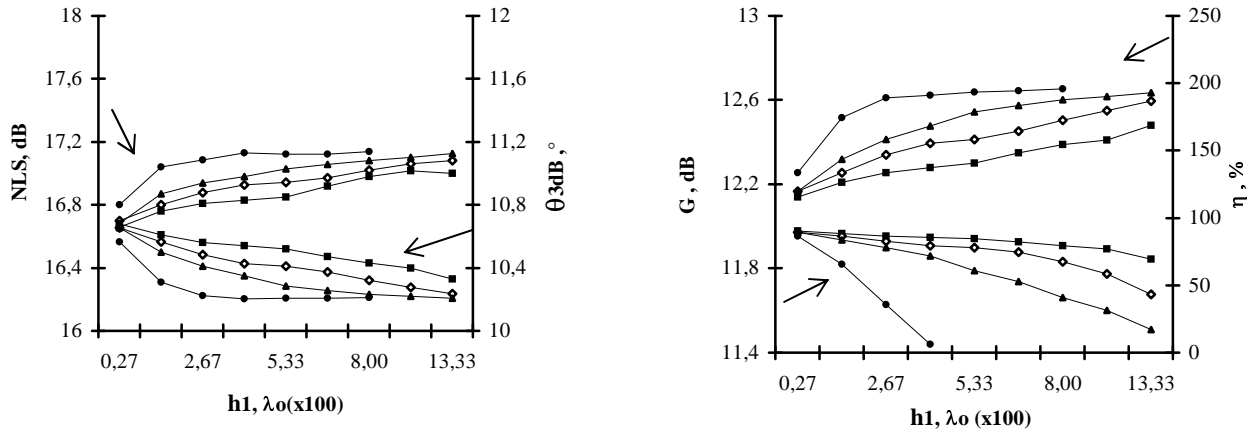 18
17,6
17,2
16,8
16,4
16
NLS, dB
12
11,6
11,2
10,8
10,4
10
θ3dB , °
0,27 2,67 5,33 8,00 13,33
h1, λo(x100)
13
12,6
12,2
11,8
11,4
G , dB
250
200
150
100
50
0
η , %
0,27 2,67 5,33 8,00 13,33
h1, λo (x100)